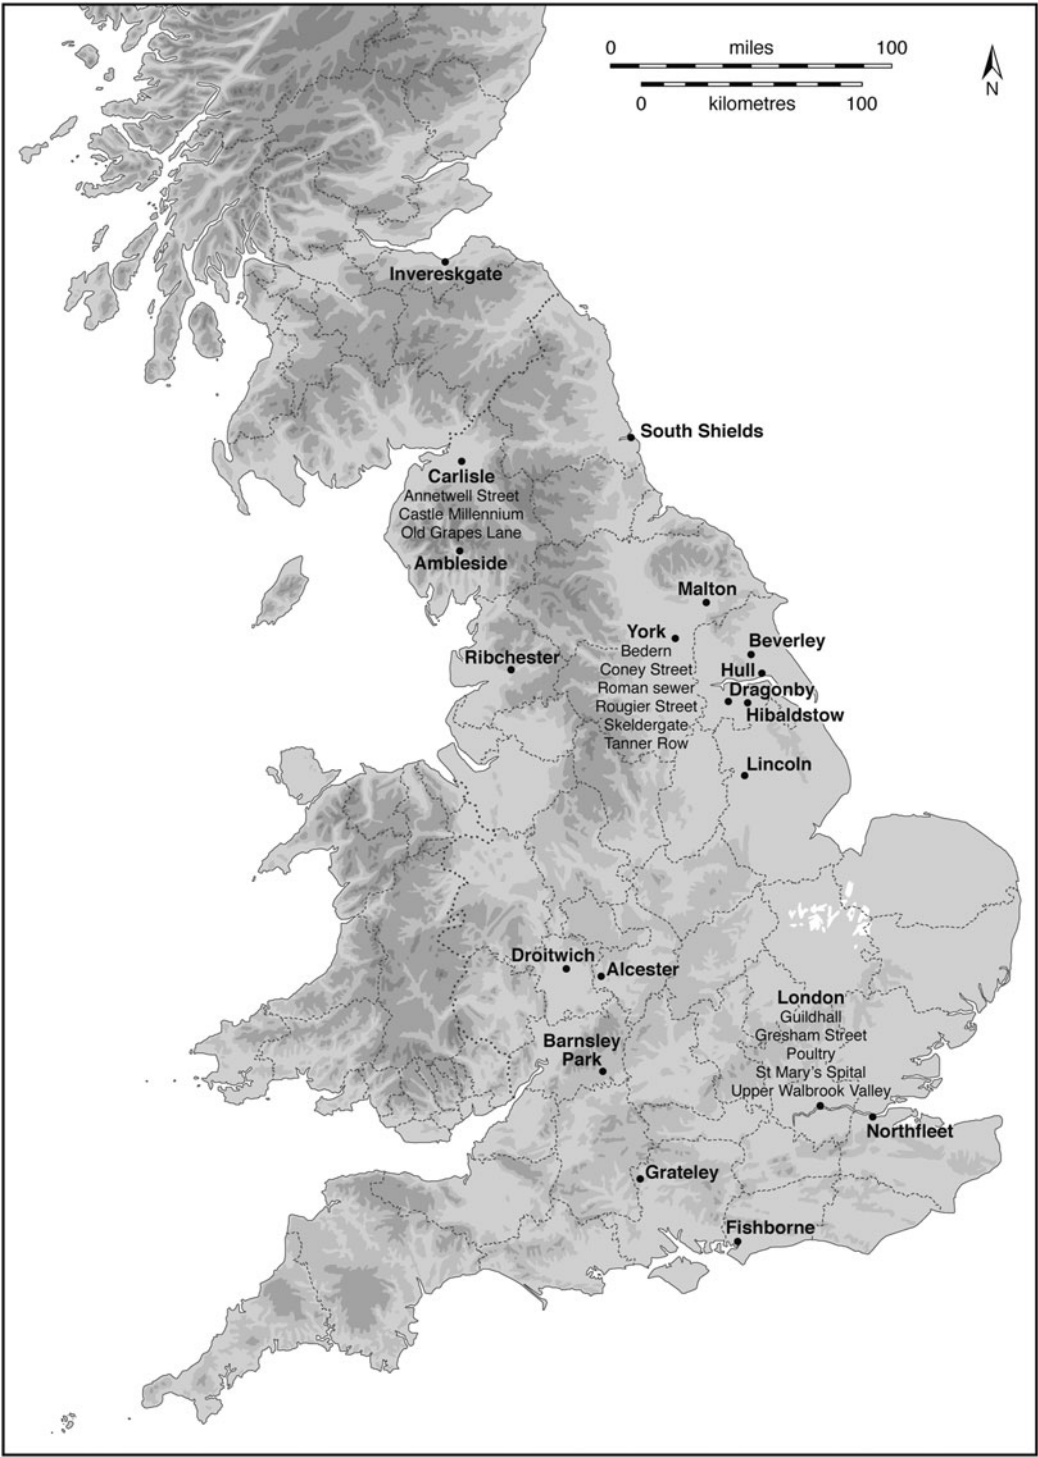 0 miles 100
0 kilometres 100
N
Invereskgate
South Shields
Carlisle
Annetwell Street
Castle Millennium
Old Grapes Lane
Ambleside
Malton
York
Bedern
Coney Street
Roman sewer
Rougier Street
Skeldergate
Tanner Row
Beverley
Ribchester
Hull
Dragonby
Hibaldstow
Lincoln
Droitwich
Alcester
London
Guildhall
Gresham Street
Poultry
St Mary's Spital
Upper Walbrook Valley
Barnsley
Park
Northfleet
Grateley
Fishborne